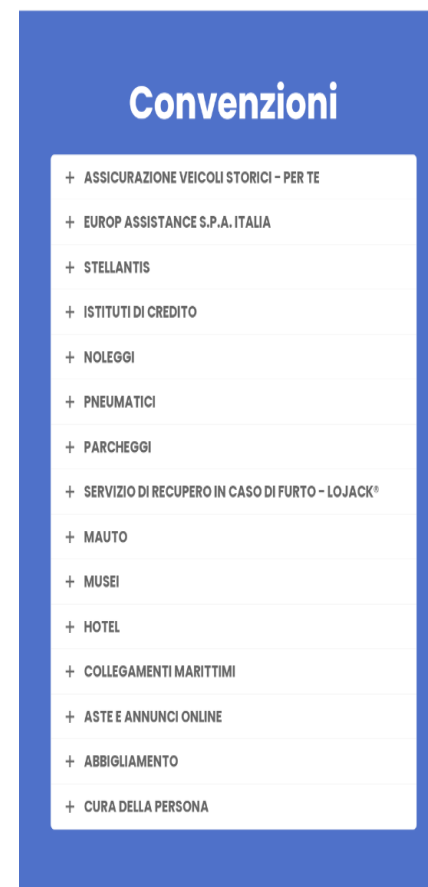 Convenzioni
+ ASSICURAZIONE VEICOLI STORICI - PER TE
+ EUROP ASSISTANCE S.P.A. ITALIA
+ STELLANTIS
+ ISTITUTI DI CREDITO
+ NOLEGGI
+ PNEUMATICI
+ PARCHEGGI
+ SERVIZIO DI RECUPERO IN CASO DI FURTO - LOJACK®
+ MAUTO
+ MUSEI
+ HOTEL
+ COLLEGAMENTI MARITTIMI
+ ASTE E ANNUNCI ONLINE
+ ABBIGLIAMENTO
+ CURA DELLA PERSONA